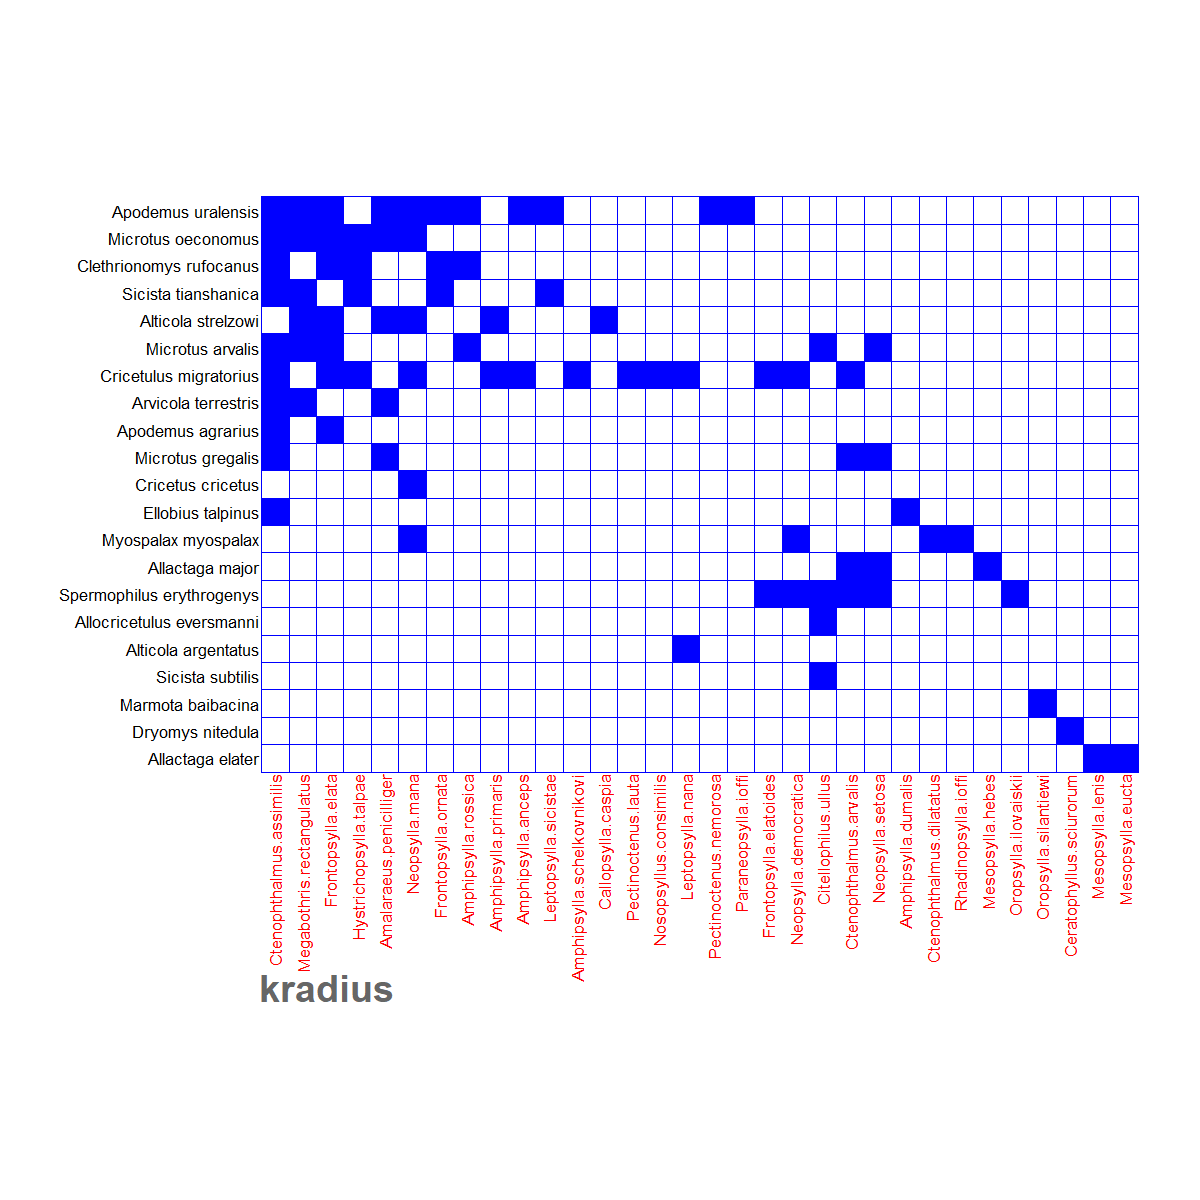 Apodemus uralensis
Microtus oeconomus
Clethrionomys rufocanus
Sicista tianshanica
Alticola strelzowi
Microtus arvalis
Cricetulus migratorius
Arvicola terrestris
Apodemus agrarius
Microtus gregalis
Cricetus cricetus
Ellobius talpinus
Myospalax myospalax
Allactaga major
Spermophilus erythrogenys
Allocricetulus eversmanni
Alticola argentatus
Sicista subtilis
Marmota baibacina
Dryomys nitedula
Allactaga elater
Ctenophthalmus.assimilis
Megabothris.rectangulatus
Frontopsylla.elata
Hystrichopsylla.talpae
Amalaraeus.penicilliger
Neopsylla.mana
Frontopsylla.ornata
Amphipsylla.rossica
Amphipsylla.primaris
Amphipsylla.anceps
Leptopsylla.sicistae
Amphipsylla.schelkovnikovi
Callopsylla.caspia
Pectinoctenus.lauta
Nosopsyllus.consimilis
Leptopsylla.nana
Pectinoctenus.nemorosa
Paraneopsylla.ioffi
Frontopsylla.elatoides
Neopsylla.democratica
Citellophilus.ullus
Ctenophthalmus.arvalis
Neopsylla.setosa
Amphipsylla.dumalis
Ctenophthalmus.dilatatus
Rhadinopsylla.ioffi
Mesopsylla.hebes
Oropsylla.ilovaiskii
Oropsylla.silantiewi
Ceratophyllus.sciurorum
Mesopsylla.lenis
Mesopsylla.eucta
kradius